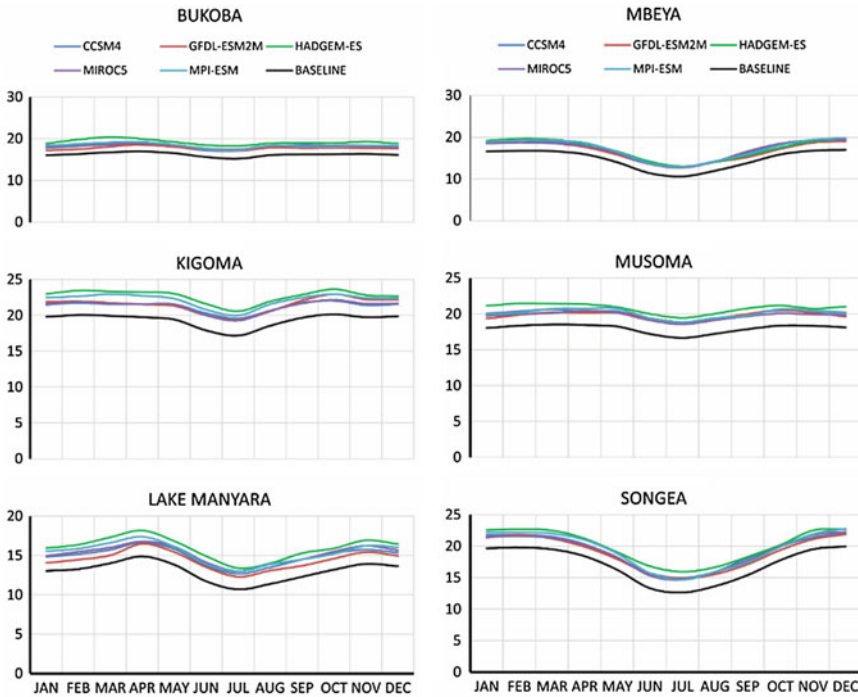 BUKOBA
CCSM4 GFDL-ESM2M HADGEM-ES
MIROC5 MPI-ESM BASELINE
30
20
10
0
MBEYA
CCSM4 GFDL-ESM2M HADGEM-ES
MIROC5 MPI-ESM BASELINE
30
20
10
0
KIGOMA
25
20
15
10
5
0
MUSOMA
25
20
15
10
5
0
LAKE MANYARA
20
15
10
5
0
JAN FEB MAR APR MAY JUN JUL AUG SEP OCT NOV DEC
SONGEA
25
20
15
10
5
0
JAN FEB MAR APR MAY JUN JUL AUG SEP OCT NOV DEC